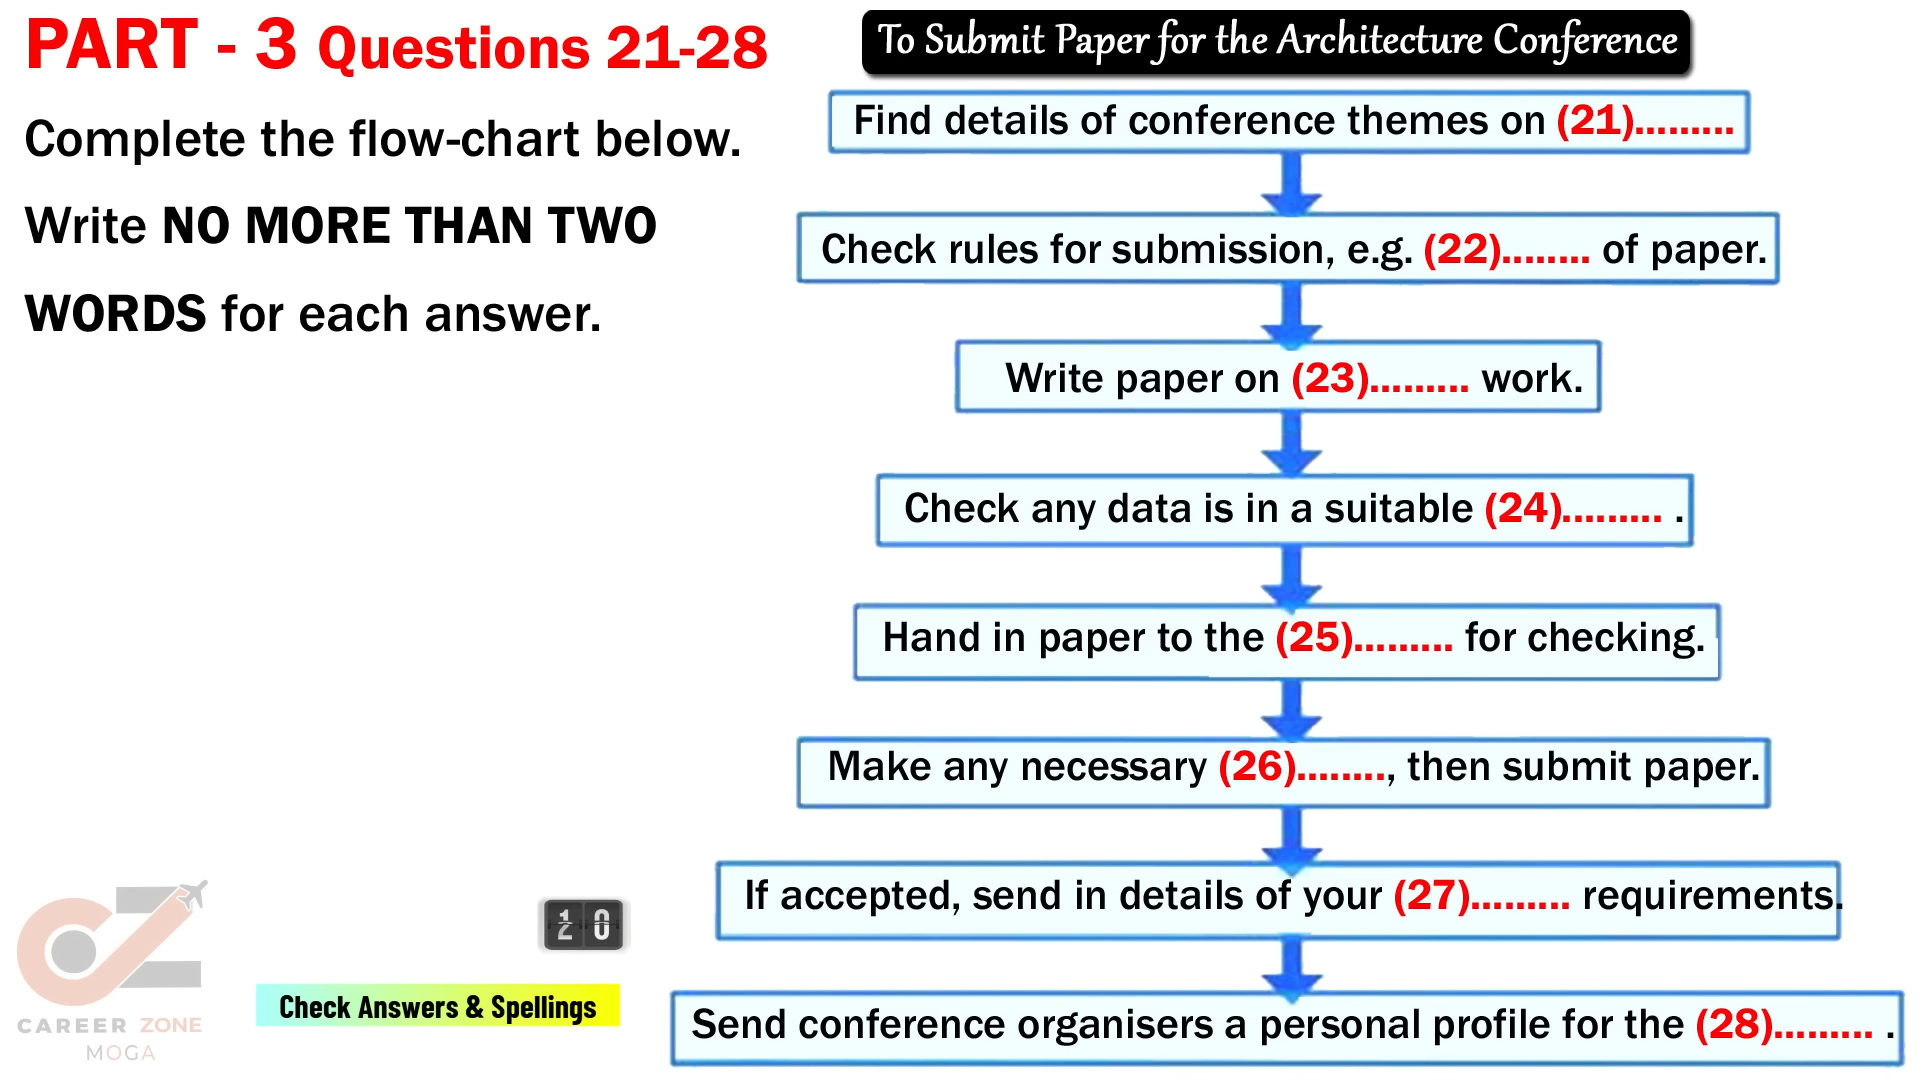 PART - 3 Questions 21-28
Complete the flow-chart below.
Write NO MORE THAN TWO
WORDS for each answer.
To Submit Paper for the Architecture Conference
Find details of conference themes on (21).........
Check rules for submission, e.g. (22)........ of paper.
Write paper on (23)......... work.
Check any data is in a suitable (24)......... .
Hand in paper to the (25)......... for checking.
Make any necessary (26)........, then submit paper.
If accepted, send in details of your (27)......... requirements.
Send conference organisers a personal profile for the (28)......... .
Check Answers & Spellings
CAREER ZONE
MOGA